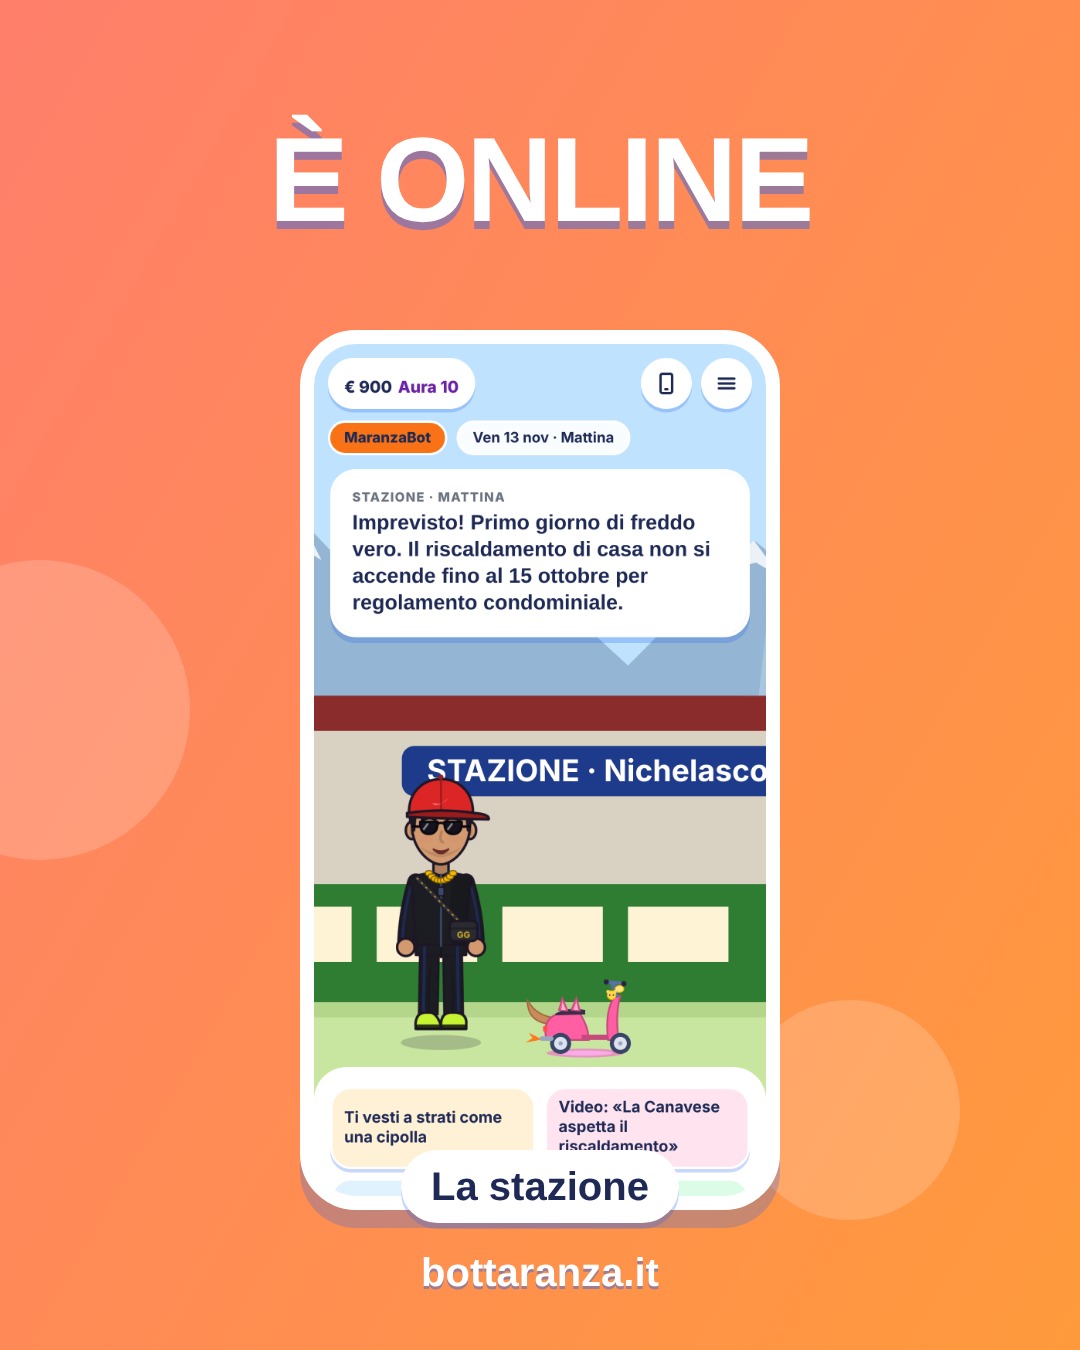 È ONLINE
€ 900 Aura 10
MaranzaBot
Ven 13 nov · Mattina
STAZIONE · MATTINA
Imprevisto! Primo giorno di freddo
vero. Il riscaldamento di casa non si
accende fino al 15 ottobre per
regolamento condominiale.
STAZIONE · Nichelasco
GG
Ti vesti a strati come
una cipolla
Video: «La Canavese
aspetta il
riscaldamento»
La stazione
bottaranza.it